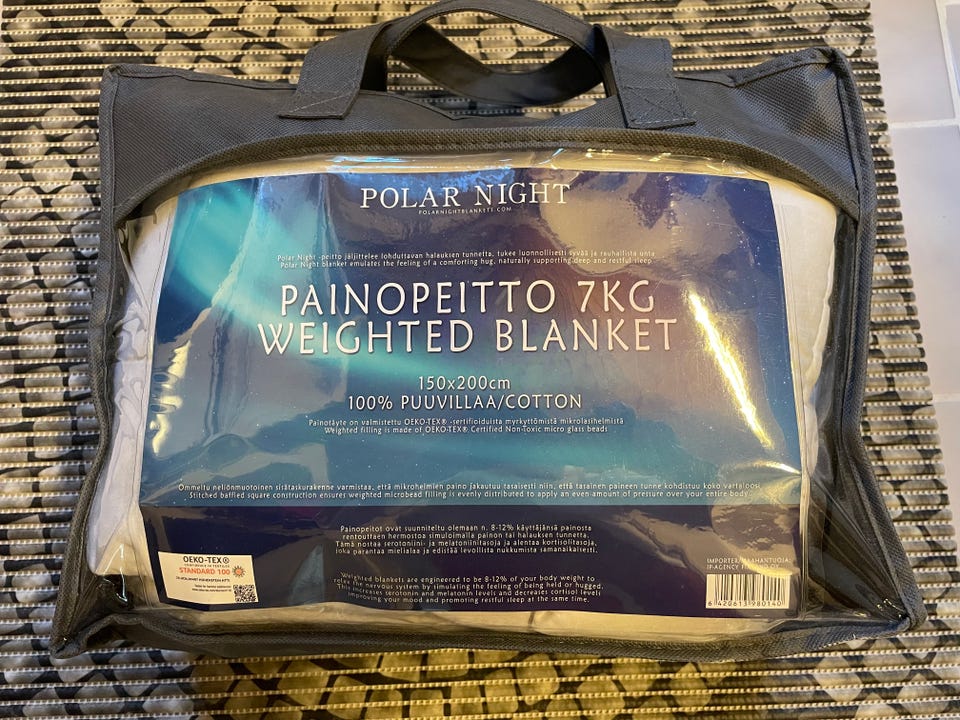 POLAR NIGHT
POLARNIGHTBLANKETS.COM
Polar Night -peitto jäljittelee lohduttavan halauksen tunnetta, tukee luonnollisesti syvää ja rauhallista unta
Polar Night blanket emulates the feeling of a comforting hug, naturally supporting deep and restful sleep
PAINOPEITTO 7KG
WEIGHTED BLANKET
150x200cm
100% PUUVILLAA/COTTON
Painotäyte on valmistettu OEKO-TEX® -sertifioiduista myrkyttömistä mikrolasihelmistä
Weighted filling is made of OEKO-TEX® Certified Non-Toxic micro glass beads
Ommeltu neliönmuotoinen sisätaskurakenne varmistaa, että mikrohelmien paino jakautuu tasaisesti niin, että tasainen paineen tunne kohdistuu koko vartaloosi
Stitched baffled square construction ensures weighted microbead filling is evenly distributed to apply an even amount of pressure over your entire body
Painopeitot ovat suunniteltu olemaan n. 8-12% käyttäjänsä painosta
rentouttaen hermostoa simuloimalla painon tai halauksen tunnetta.
Tämä nostaa serotoniini- ja melatoniinitasoja ja alentaa kortisolitasoja,
joka parantaa mielialaa ja edistää levollista nukkumista samanaikaisesti.
Weighted blankets are engineered to be 8-12% of your body weight to
relax the nervous system by simulating the feeling of being held or hugged.
This increases serotonin and melatonin levels and decreases cortisol levels
improving your mood and promoting restful sleep at the same time.
OEKO-TEX®
STANDARD 100
IMPORTER/MAAHANTUOJA:
IP-AGENCY
6 420613 980140